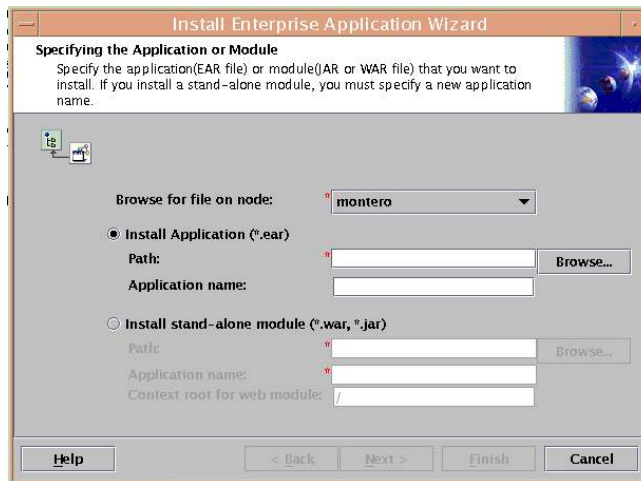 Install Enterprise Application Wizard
Specifying the Application or Module
Specify the application(EAR file) or module(JAR or WAR file) that you want to
install. If you install a stand-alone module, you must specify a new application
name.
Browse for file on node: * montero
Install Application (*.ear)
Path: * Browse...
Application name:
Install stand-alone module (*.war, *.jar)
Path: * Browse...
Application name: *
Context root for web module: /
Help < Back Next > Finish Cancel